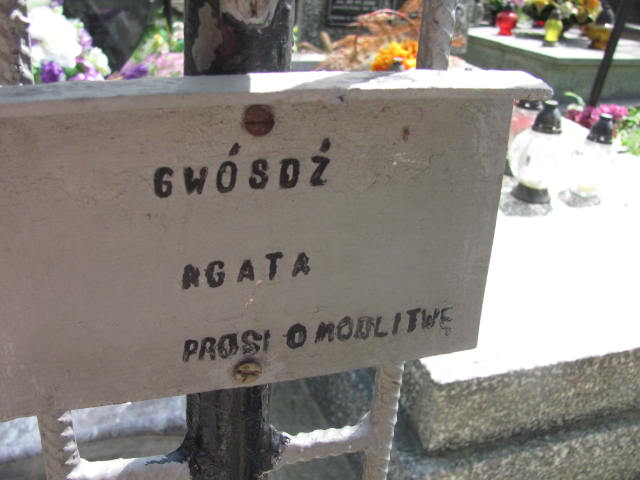 GWÓSDŹ
AGATA
PROSI O MODLITWĘ